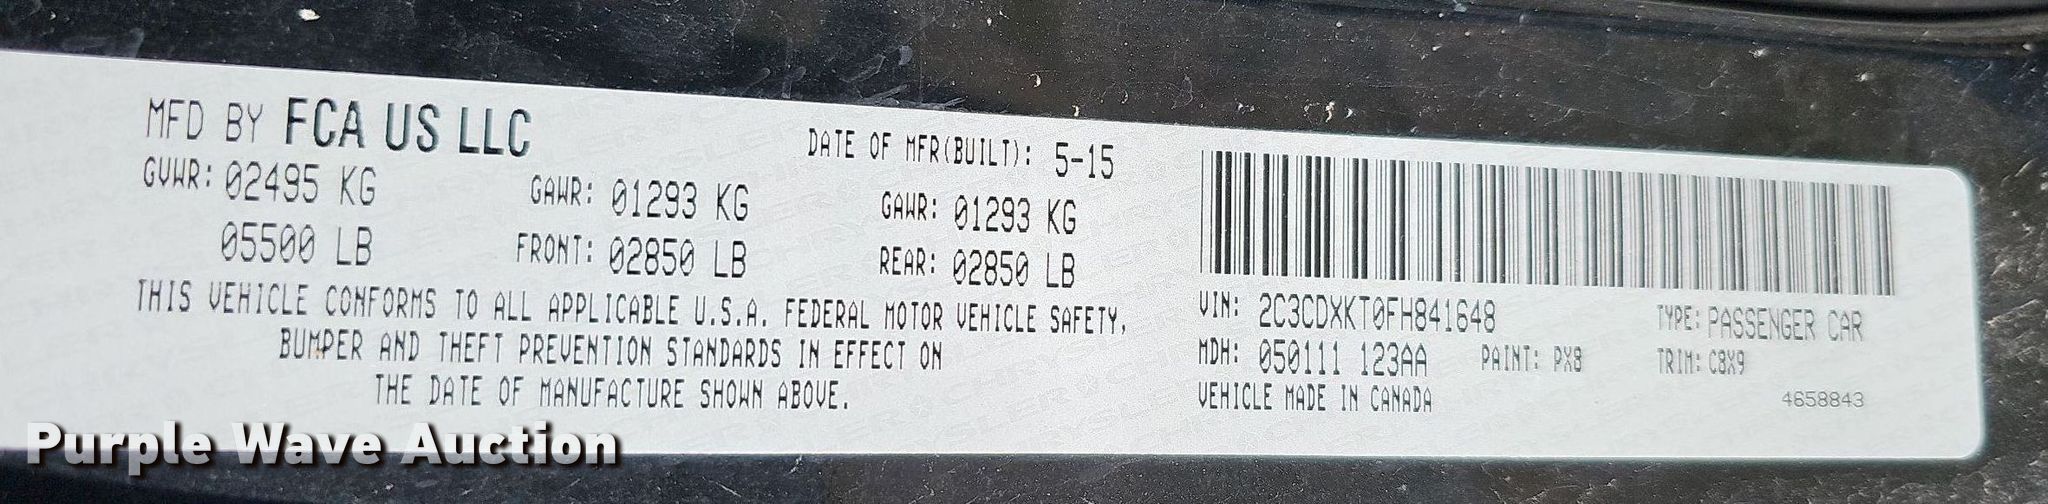 MFD BY FCA US LLC
DATE OF MFR(BUILT): 5-15
GVWR: 02495 KG
GAWR: 01293 KG
GAWR: 01293 KG
05500 LB
FRONT: 02850 LB
REAR: 02850 LB
THIS VEHICLE CONFORMS TO ALL APPLICABLE U.S.A. FEDERAL MOTOR VEHICLE SAFETY,
BUMPER AND THEFT PREVENTION STANDARDS IN EFFECT ON
THE DATE OF MANUFACTURE SHOWN ABOVE.
VIN: 2C3CDXKT0FH841648
TYPE: PASSENGER CAR
MDH: 050111 123AA
PAINT: PX8
TRIM: C8X9
VEHICLE MADE IN CANADA
4658843
Purple Wave Auction